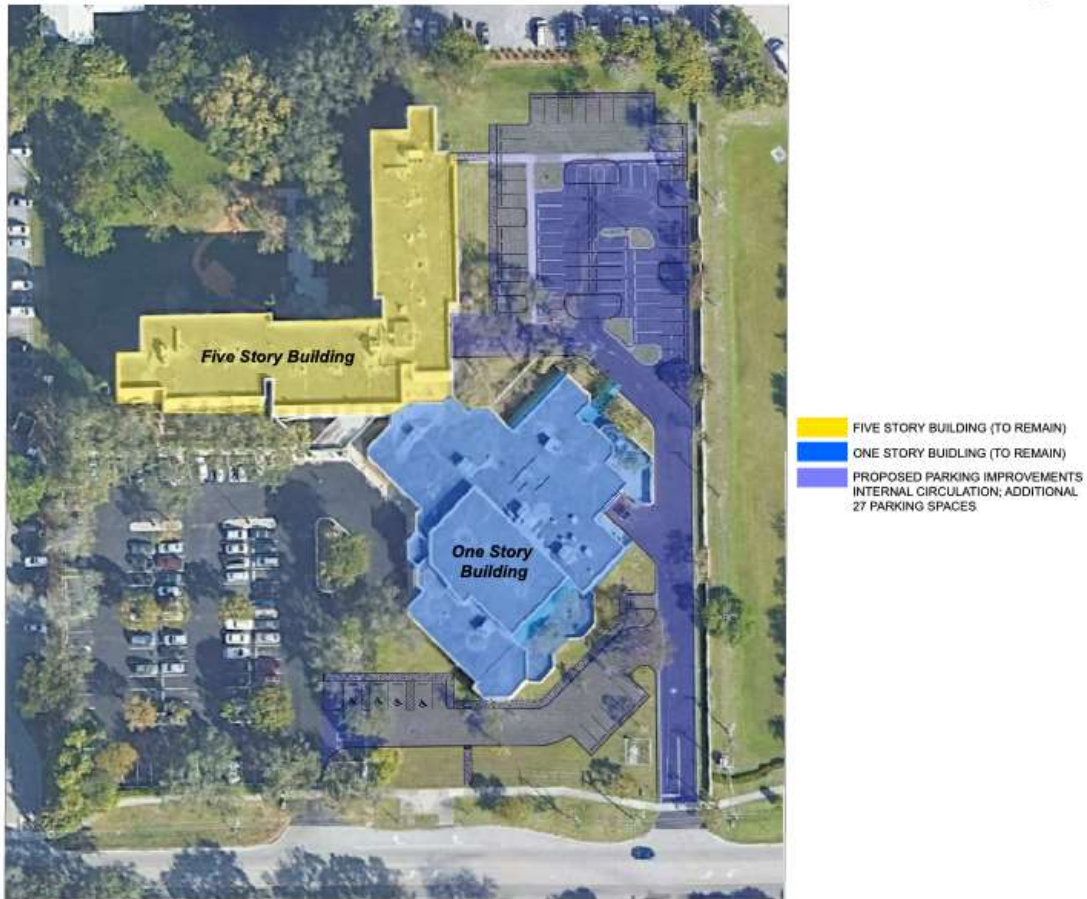 Five Story Building
One Story
Building
FIVE STORY BUILDING (TO REMAIN)
ONE STORY BUIDLING (TO REMAIN)
PROPOSED PARKING IMPROVEMENTS
INTERNAL CIRCULATION; ADDITIONAL
27 PARKING SPACES